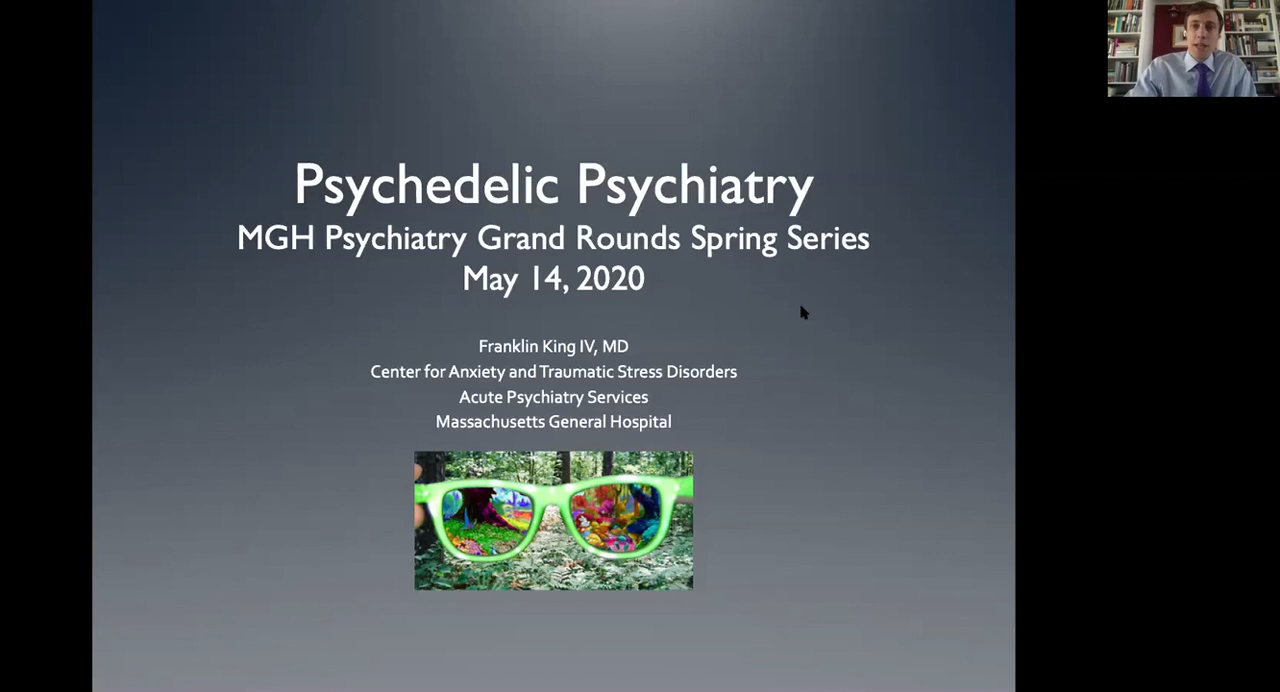 Psychedelic Psychiatry
MGH Psychiatry Grand Rounds Spring Series
May 14, 2020
Franklin King IV, MD
Center for Anxiety and Traumatic Stress Disorders
Acute Psychiatry Services
Massachusetts General Hospital